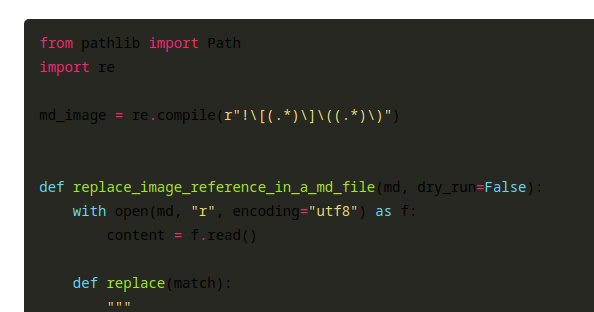 from pathlib import Path
import re

md_image = re.compile(r"!\[(.*)\]\((.*)\)")


def replace_image_reference_in_a_md_file(md, dry_run=False):
    with open(md, "r", encoding="utf8") as f:
        content = f.read()

    def replace(match):
        """